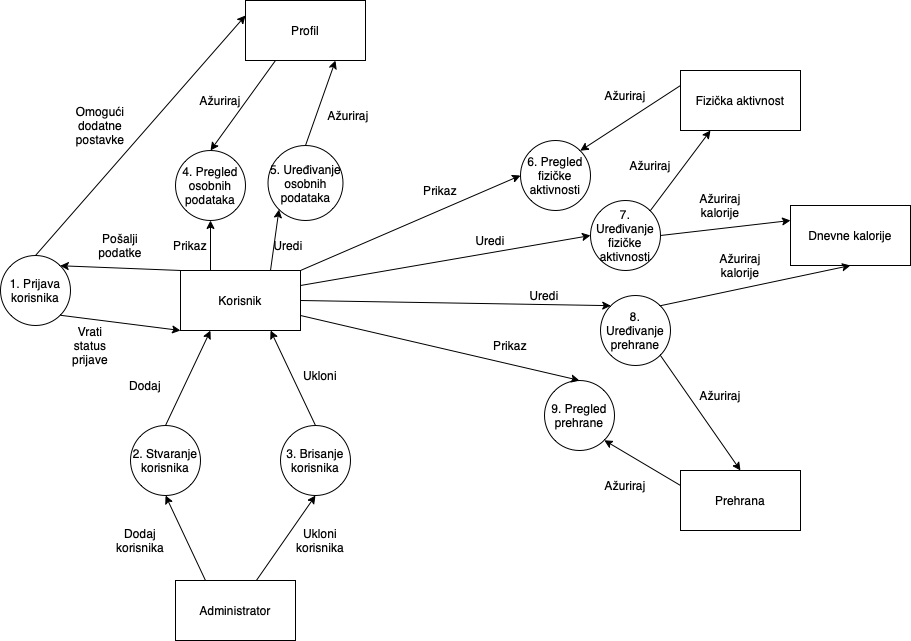 Profil
Omogući
dodatne
postavke
Ažuriraj
Ažuriraj
4. Pregled
osobnih
podataka
5. Uređivanje
osobnih
podataka
Pošalji
podatke
Prikaz
Uredi
1. Prijava
korisnika
Korisnik
Vrati
status
prijave
Dodaj
Ukloni
2. Stvaranje
korisnika
3. Brisanje
korisnika
Dodaj
korisnika
Ukloni
korisnika
Administrator
Prikaz
6. Pregled
fizičke
aktivnosti
Ažuriraj
Fizička aktivnost
Ažuriraj
Uredi
7.
Uređivanje
fizičke
aktivnosti
Ažuriraj
kalorije
Dnevne kalorije
Ažuriraj
kalorije
Uredi
8.
Uređivanje
prehrane
Prikaz
9. Pregled
prehrane
Ažuriraj
Ažuriraj
Prehrana